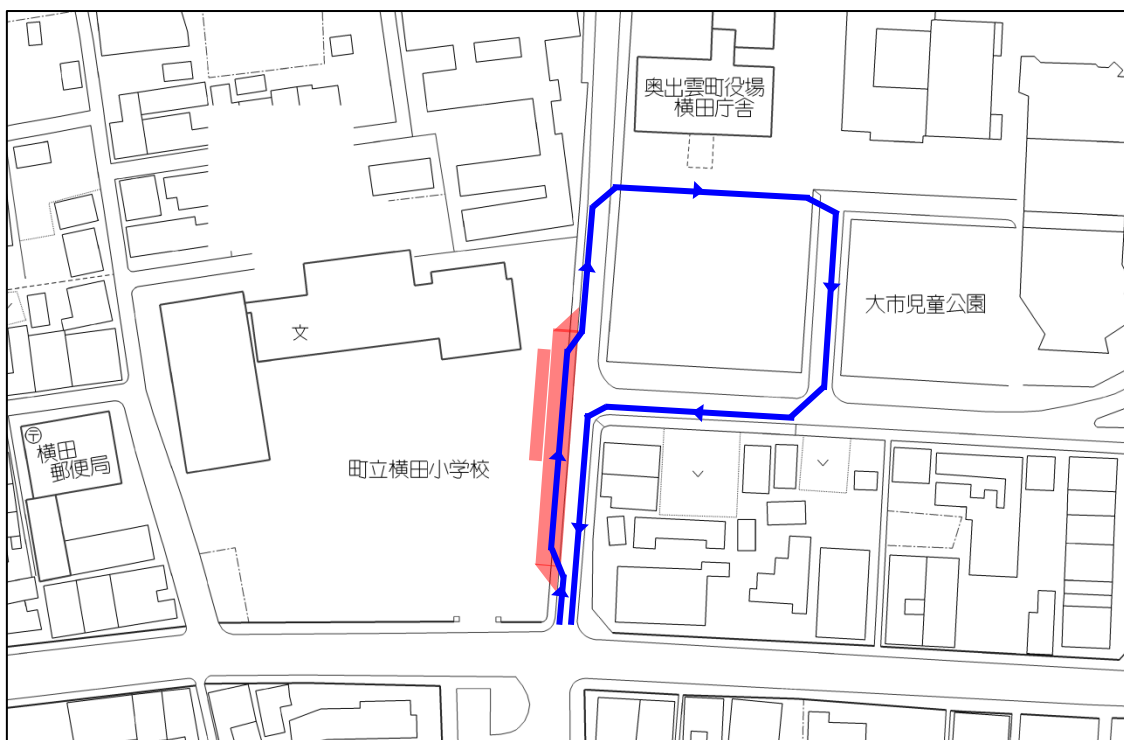 奥出雲町役場
横田庁舎
大市児童公園
文
〒
横田
郵便局
町立横田小学校